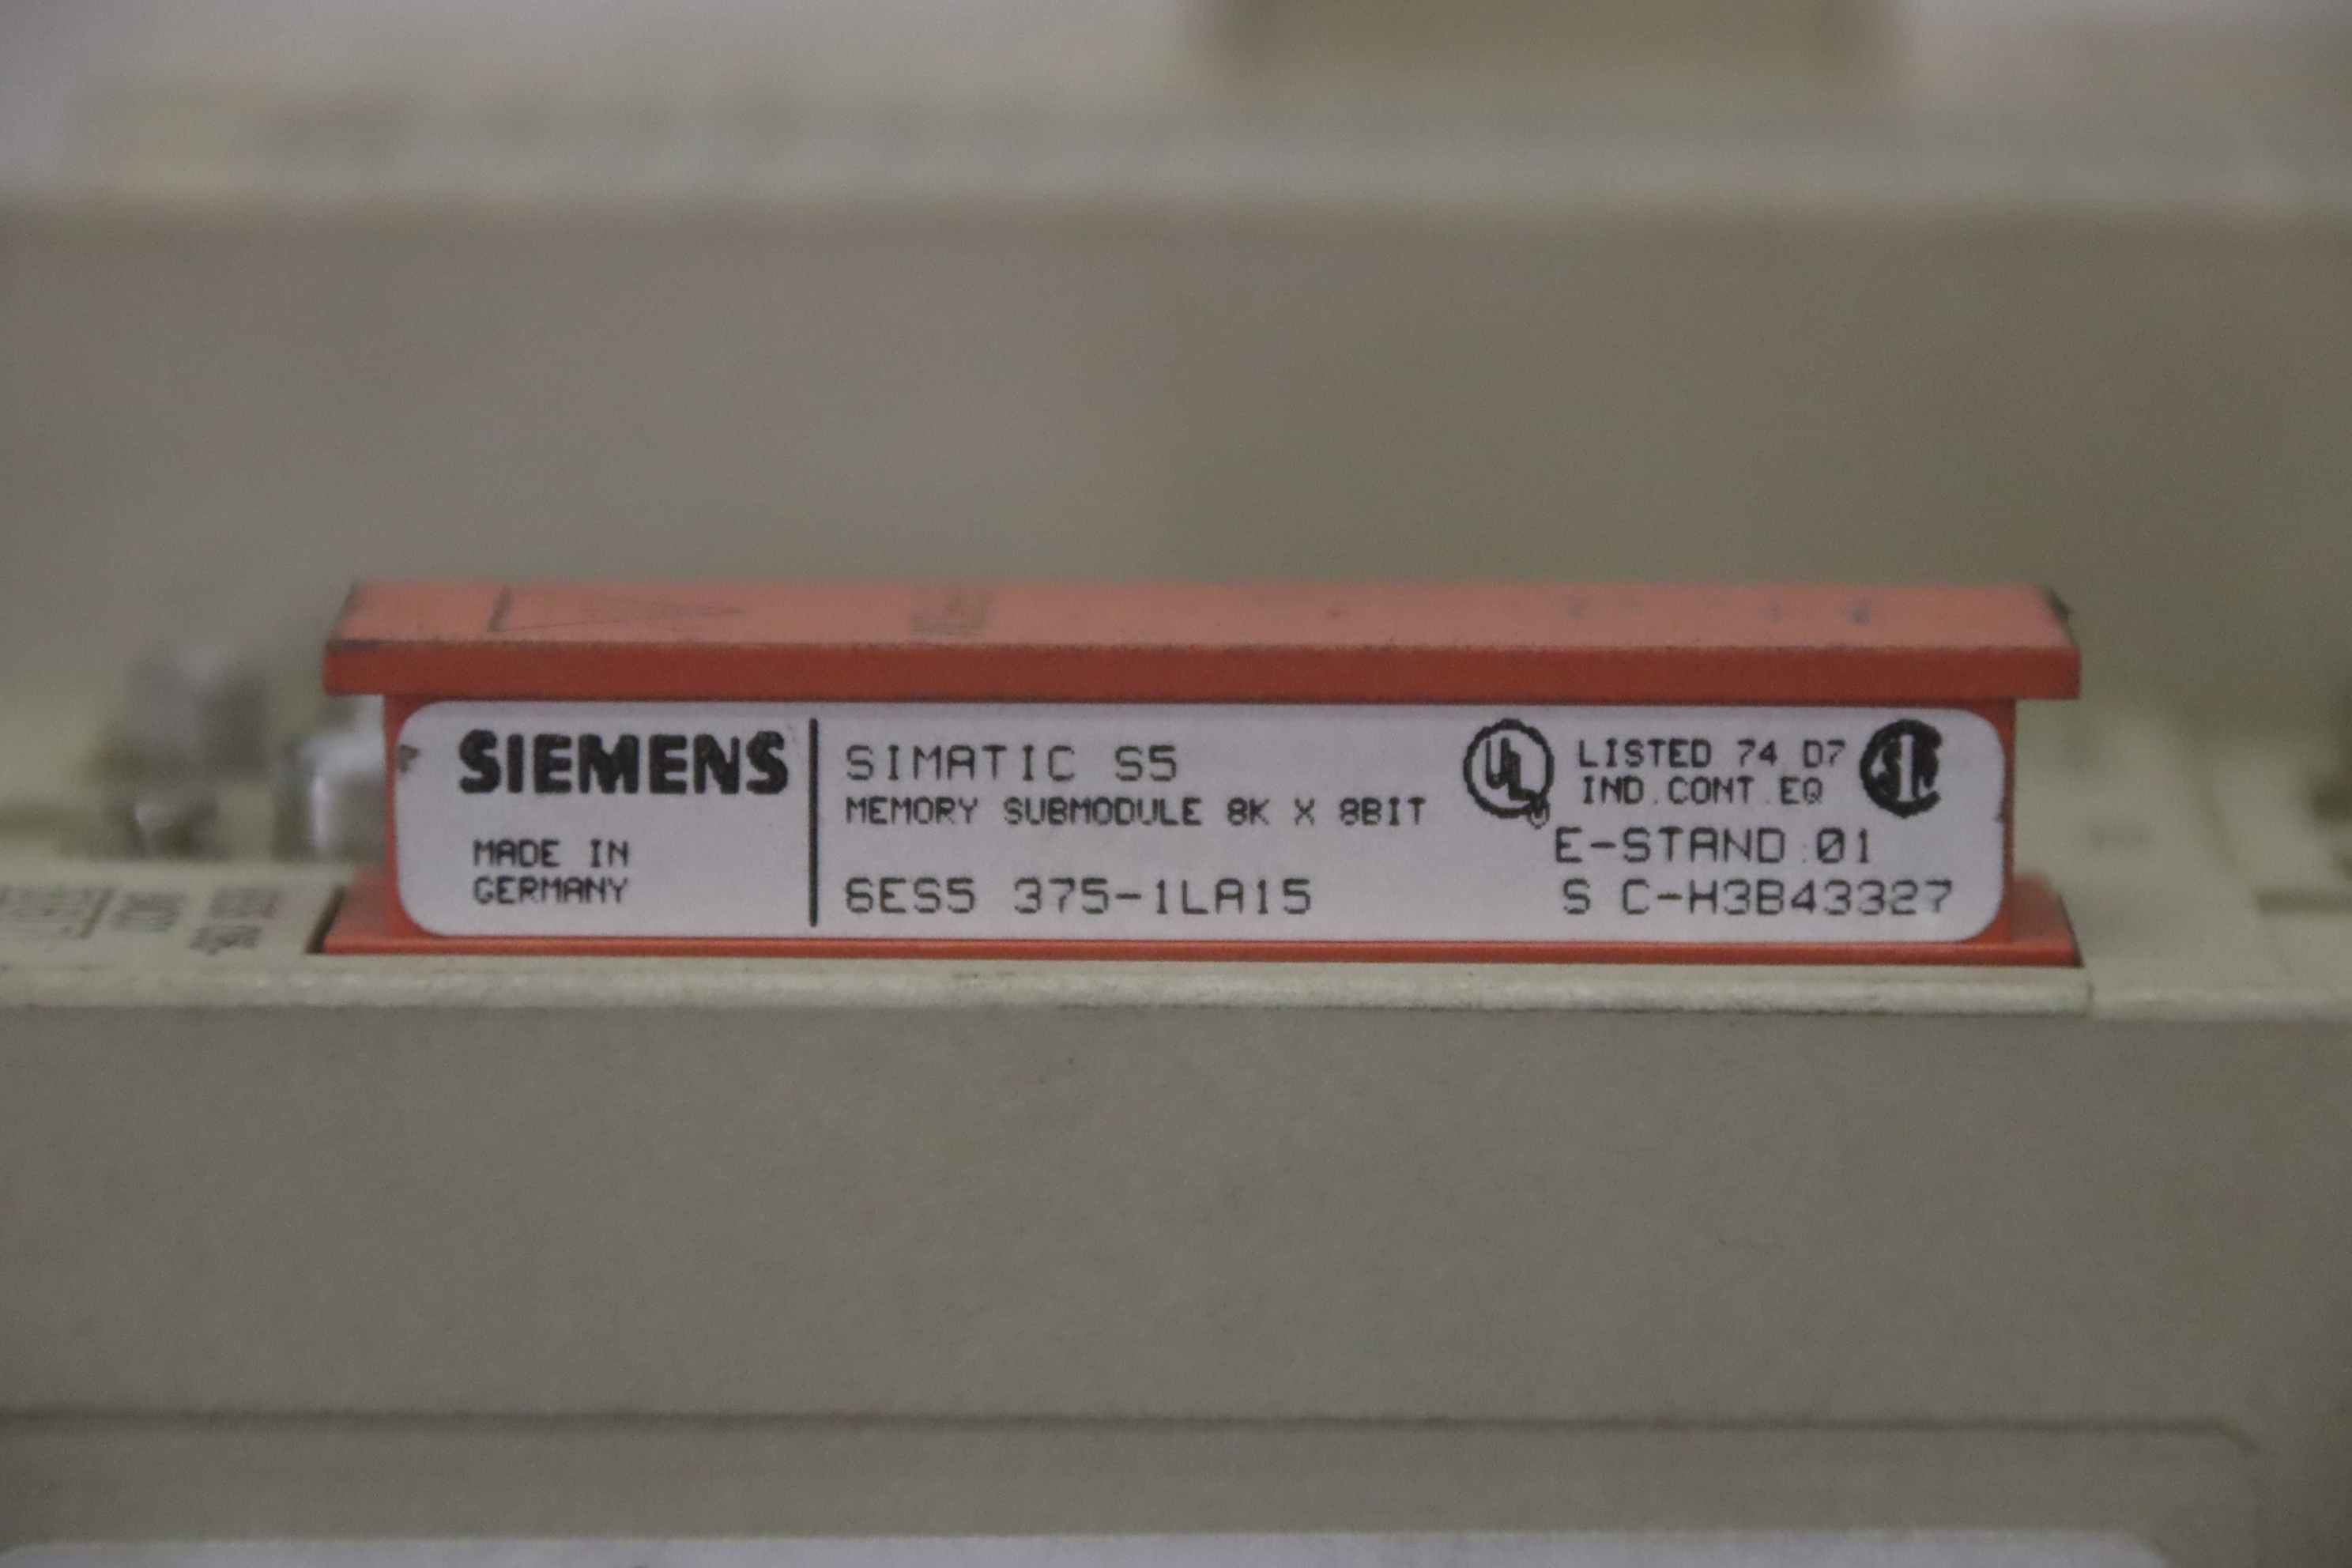 SIEMENS
MADE IN
GERMANY
SIMATIC S5
MEMORY SUBMODULE 8K X 8BIT
6ES5 375-1LA15
UL LISTED 74 D7
IND.CONT.EQ
E-STAND:01
S C-H3B43327